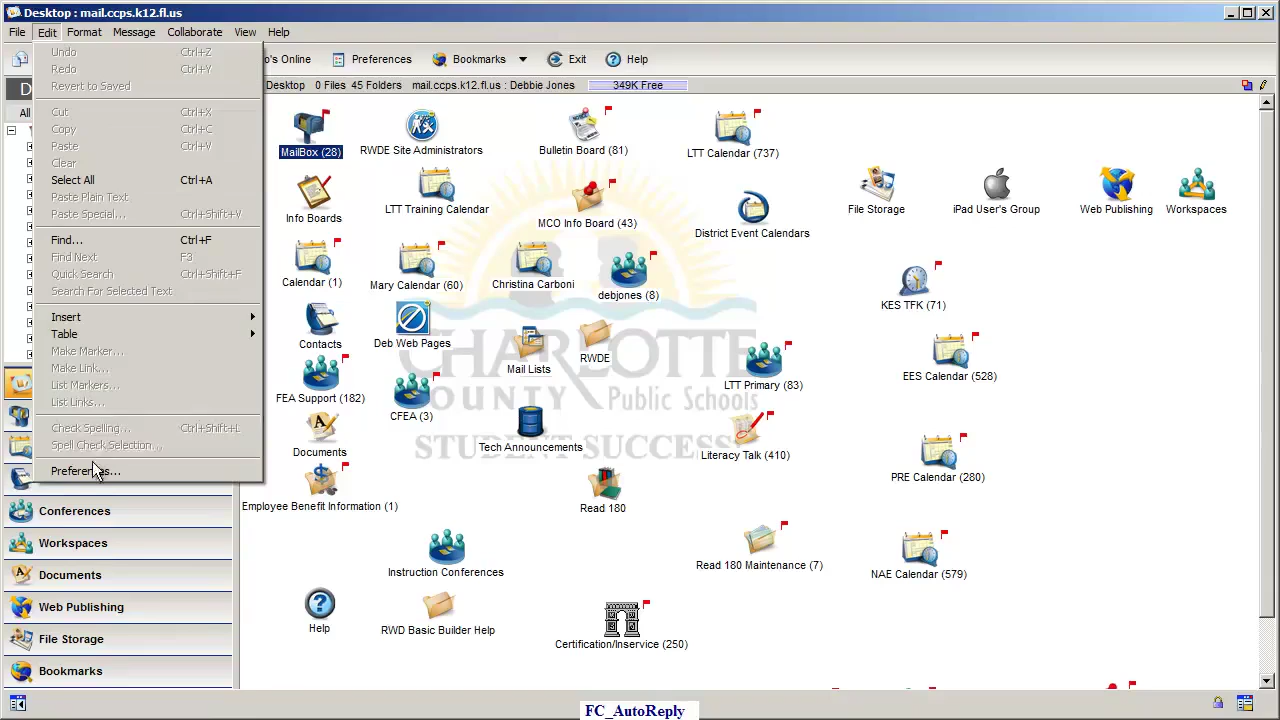 Desktop : mail.ccps.k12.fl.us
File Edit Format Message Collaborate View Help
o's Online Preferences Bookmarks Exit Help
Desktop 0 Files 45 Folders mail.ccps.k12.fl.us : Debbie Jones 349K Free
D
All
Undo Ctrl+Z
Redo Ctrl+Y
Revert to Saved
Cut Ctrl+X
Copy Ctrl+C
Paste Ctrl+V
Clear
Select All Ctrl+A
Paste Plain Text
Paste Special... Ctrl+Shift+V
Find... Ctrl+F
Find Next F3
Quick Search Ctrl+Shift+F
Search For Selected Text
Insert
Table
Make Marker...
Make Link...
List Markers...
List Links...
Spelling... Ctrl+Shift+L
Spell Check Selection...
Preferences...
Conferences
Workspaces
Documents
Web Publishing
File Storage
Bookmarks
MailBox (28)
RWDE Site Administrators
Bulletin Board (81)
LTT Calendar (737)
Info Boards
LTT Training Calendar
MCO Info Board (43)
District Event Calendars
File Storage
iPad User's Group
Web Publishing
Workspaces
Calendar (1)
Mary Calendar (60)
Christina Carboni
debjones (8)
KES TFK (71)
Contacts
Deb Web Pages
Mail Lists
RWDE
CHARLOTTE
COUNTY Public Schools
STUDENT SUCCESS
FEA Support (182)
CFEA (3)
LTT Primary (83)
EES Calendar (528)
Documents
Tech Announcements
Literacy Talk (410)
PRE Calendar (280)
Employee Benefit Information (1)
Read 180
Instruction Conferences
Read 180 Maintenance (7)
NAE Calendar (579)
Help
RWD Basic Builder Help
Certification/Inservice (250)
FC_AutoReply